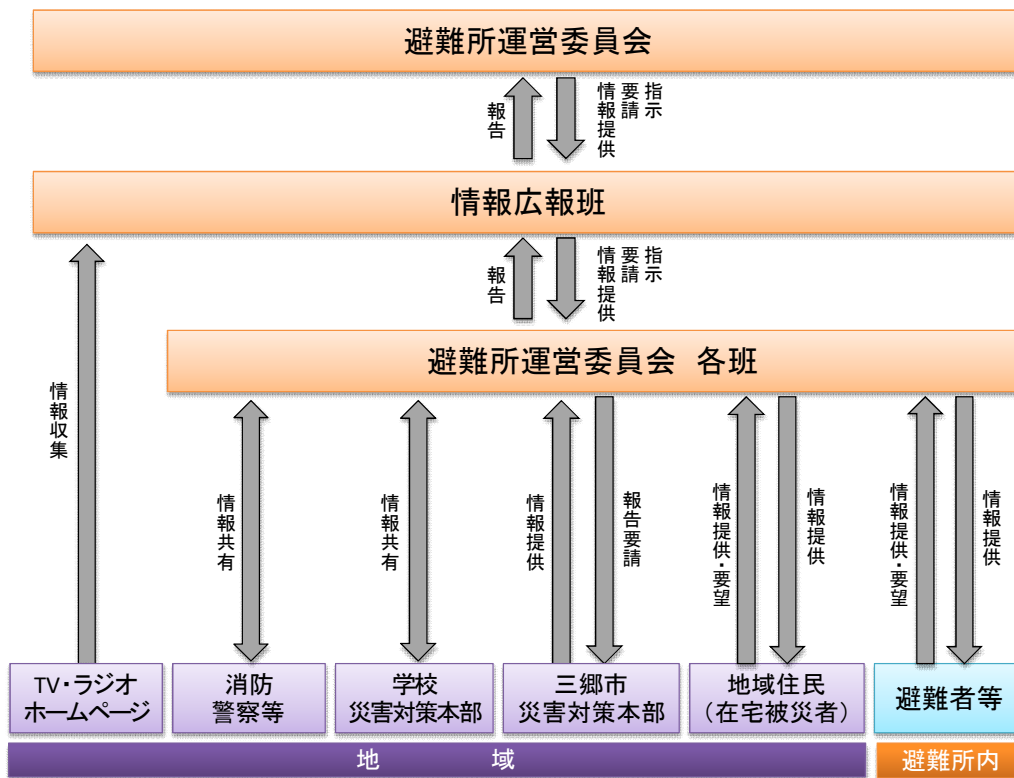 避難所運営委員会
報告
指示
要請
情報提供
情報広報班
報告
指示
要請
情報提供
避難所運営委員会 各班
情報収集
情報共有
情報共有
情報提供
報告要請
情報提供・要望
情報提供
情報提供・要望
情報提供
TV・ラジオ
ホームページ
消防
警察等
学校
災害対策本部
三郷市
災害対策本部
地域住民
（在宅被災者）
避難者等
地 域
避難所内